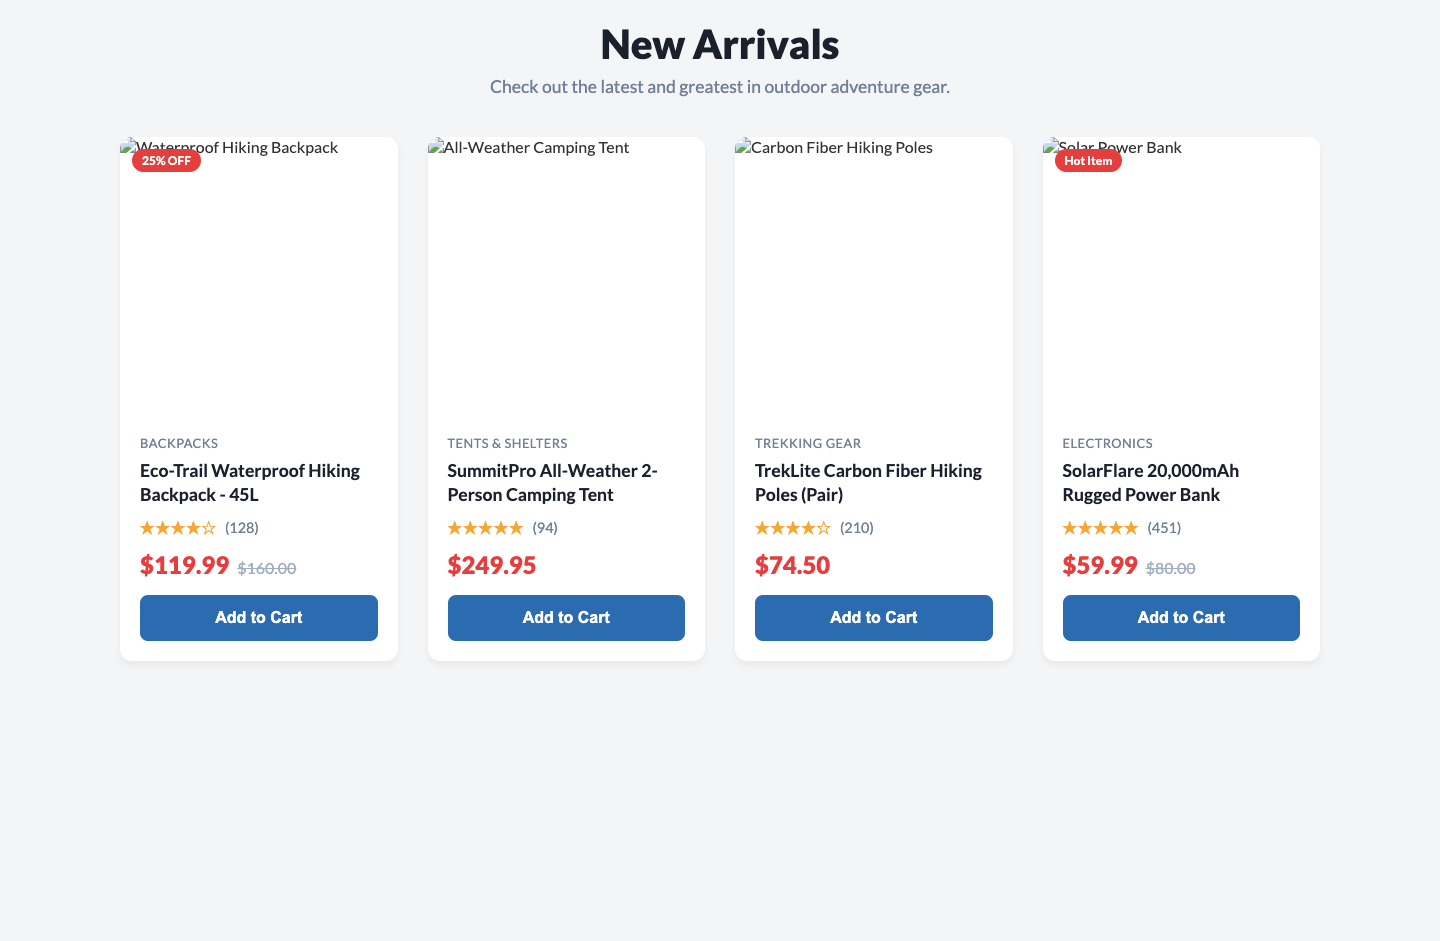 New Arrivals
Check out the latest and greatest in outdoor adventure gear.
Waterproof Hiking Backpack
25% OFF
BACKPACKS
Eco-Trail Waterproof Hiking
Backpack - 45L
★★★★☆ (128)
$119.99 $160.00
Add to Cart
All-Weather Camping Tent
TENTS & SHELTERS
SummitPro All-Weather 2-
Person Camping Tent
★★★★★ (94)
$249.95
Add to Cart
Carbon Fiber Hiking Poles
TREKKING GEAR
TrekLite Carbon Fiber Hiking
Poles (Pair)
★★★★☆ (210)
$74.50
Add to Cart
Solar Power Bank
Hot Item
ELECTRONICS
SolarFlare 20,000mAh
Rugged Power Bank
★★★★★ (451)
$59.99 $80.00
Add to Cart